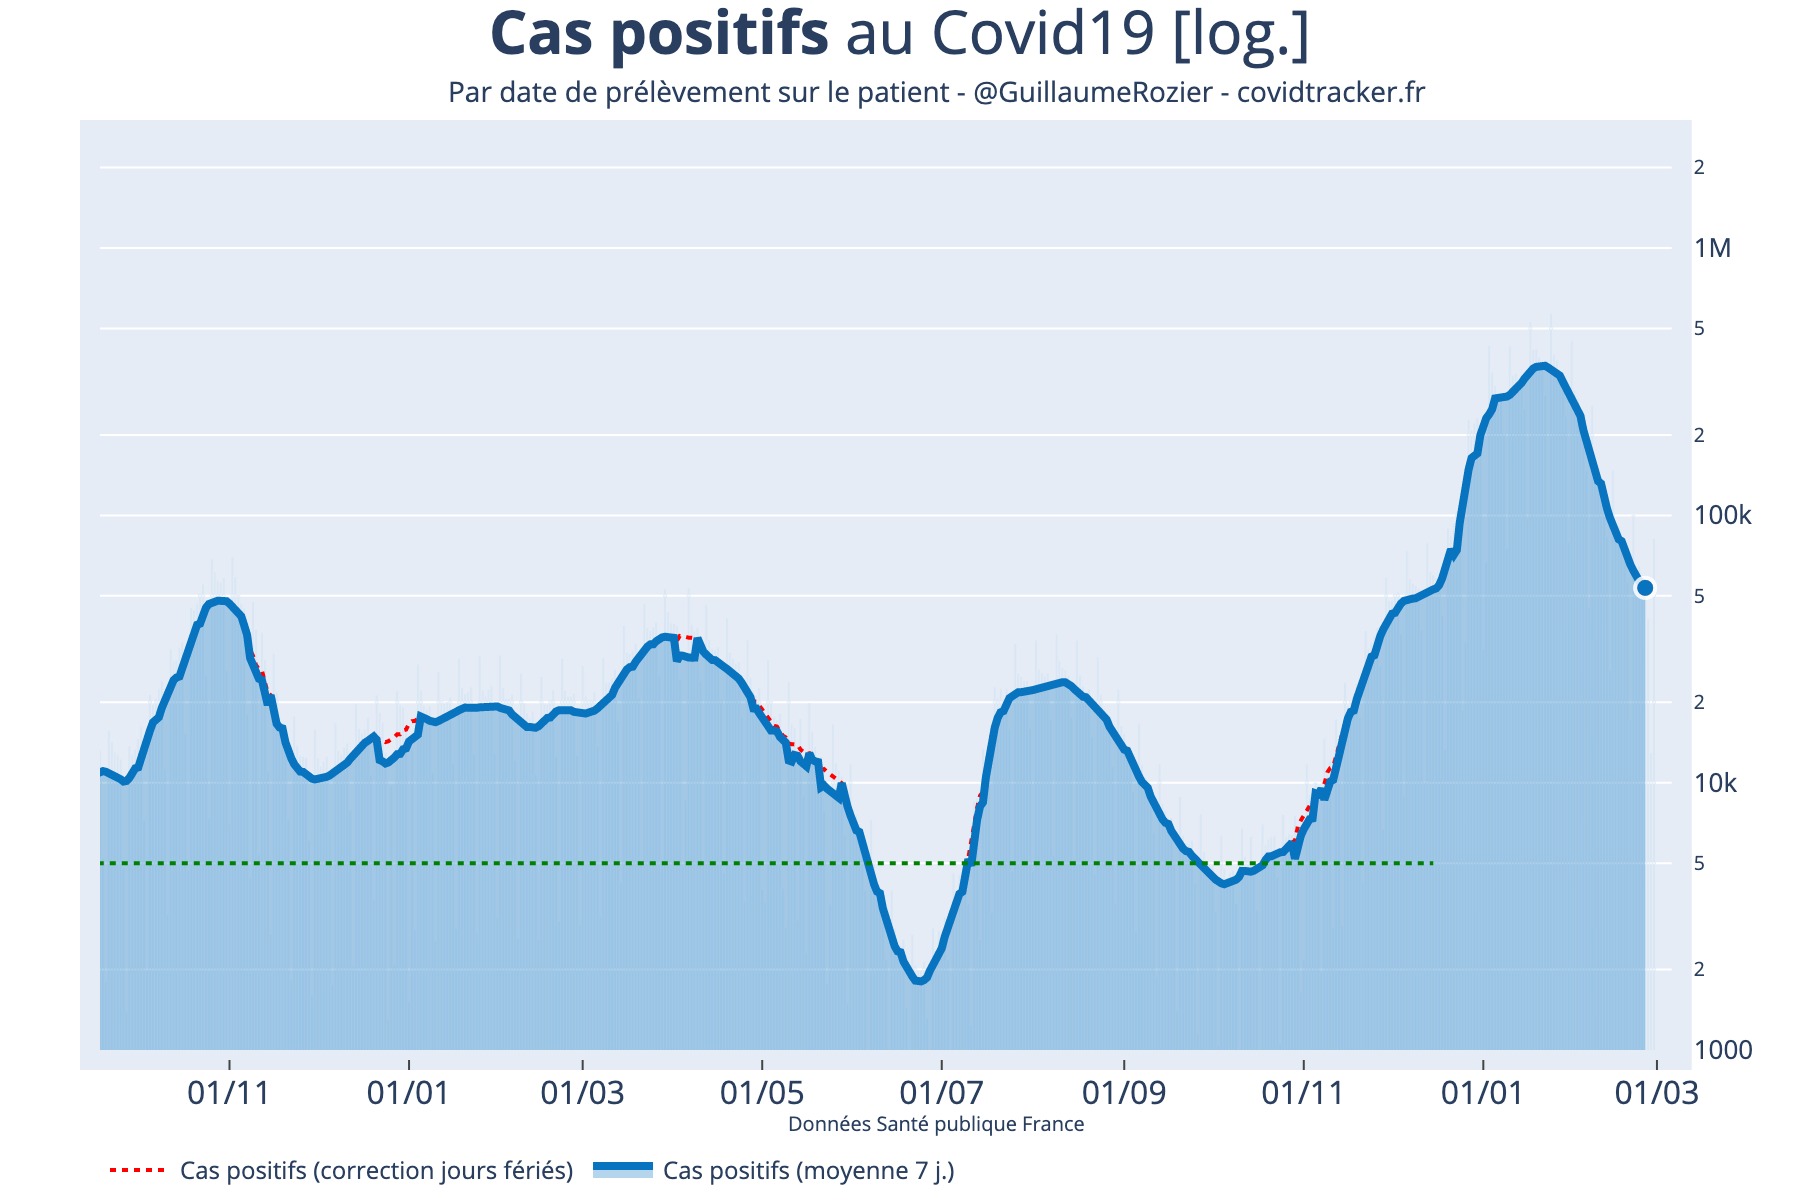 Cas positifs au Covid19 [log.]
Par date de prélèvement sur le patient - @GuillaumeRozier - covidtracker.fr
2
1M
5
2
100k
5
2
10k
5
2
1000
01/11 01/01 01/03 01/05 01/07 01/09 01/11 01/01 01/03
Données Santé publique France
Cas positifs (correction jours fériés) Cas positifs (moyenne 7 j.)